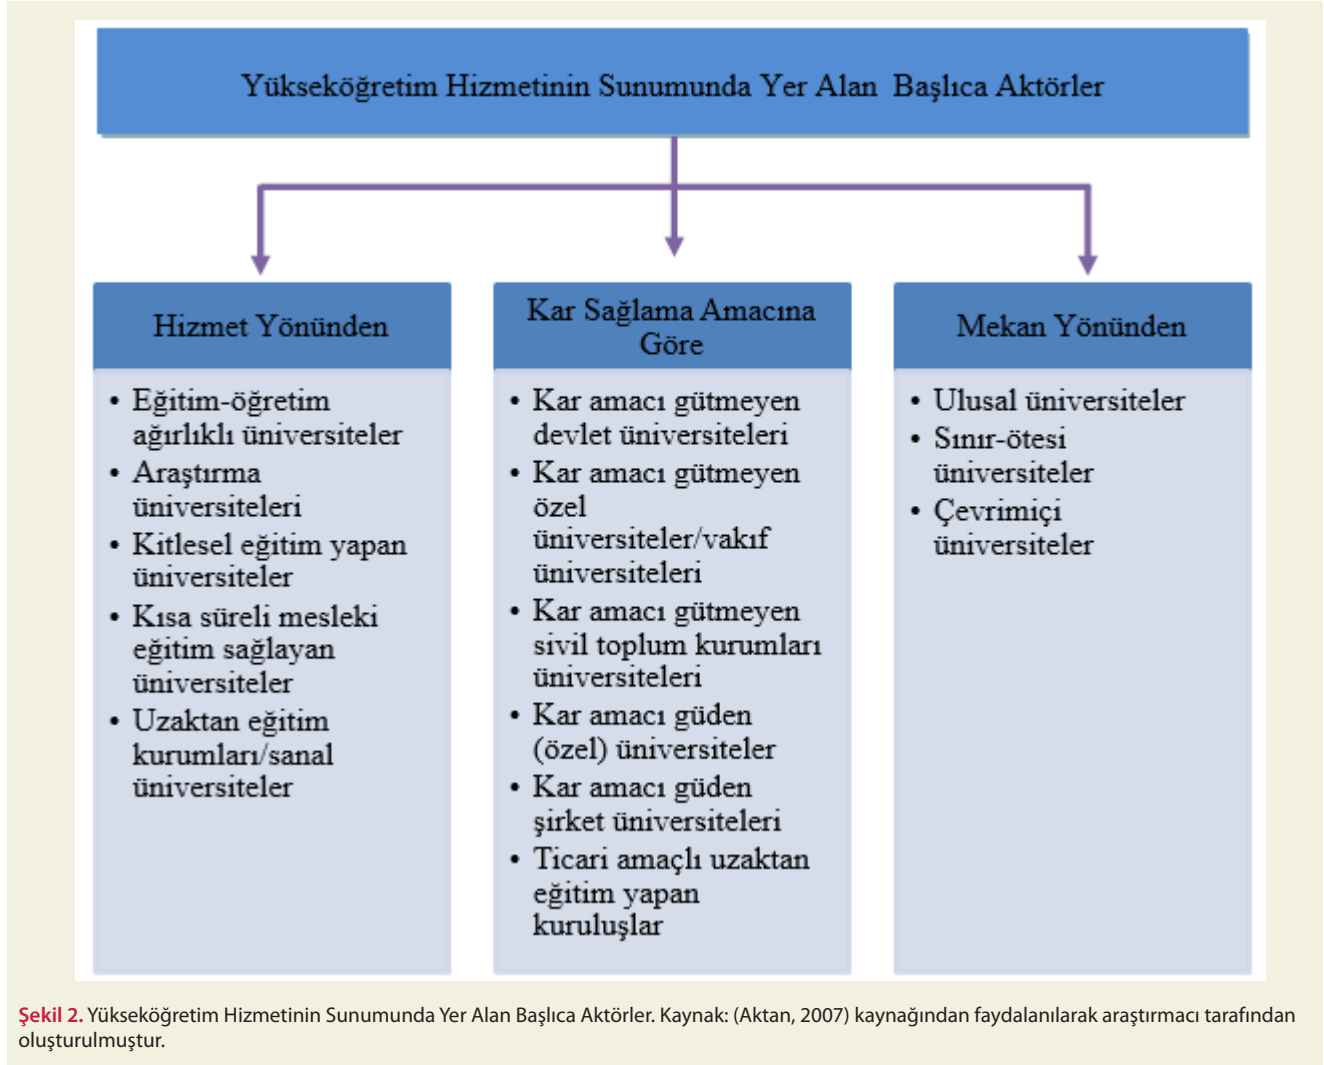 Yükseköğretim Hizmetinin Sunumunda Yer Alan Başlıca Aktörler
Hizmet Yönünden
• Eğitim-öğretim
ağırlıklı üniversiteler
• Araştırma
üniversiteleri
• Kitlesel eğitim yapan
üniversiteler
• Kısa süreli mesleki
eğitim sağlayan
üniversiteler
• Uzaktan eğitim
kurumları/sanal
üniversiteler
Kar Sağlama Amacına
Göre
• Kar amacı gütmeyen
devlet üniversiteleri
• Kar amacı gütmeyen
özel
üniversiteler/vakıf
üniversiteleri
• Kar amacı gütmeyen
sivil toplum kurumları
üniversiteleri
• Kar amacı güden
(özel) üniversiteler
• Kar amacı güden
şirket üniversiteleri
• Ticari amaçlı uzaktan
eğitim yapan
kuruluşlar
Mekan Yönünden
• Ulusal üniversiteler
• Sınır-ötesi
üniversiteler
• Çevrimiçi
üniversiteler
Şekil 2. Yükseköğretim Hizmetinin Sunumunda Yer Alan Başlıca Aktörler. Kaynak: (Aktan, 2007) kaynağından faydalanılarak araştırmacı tarafından
oluşturulmuştur.